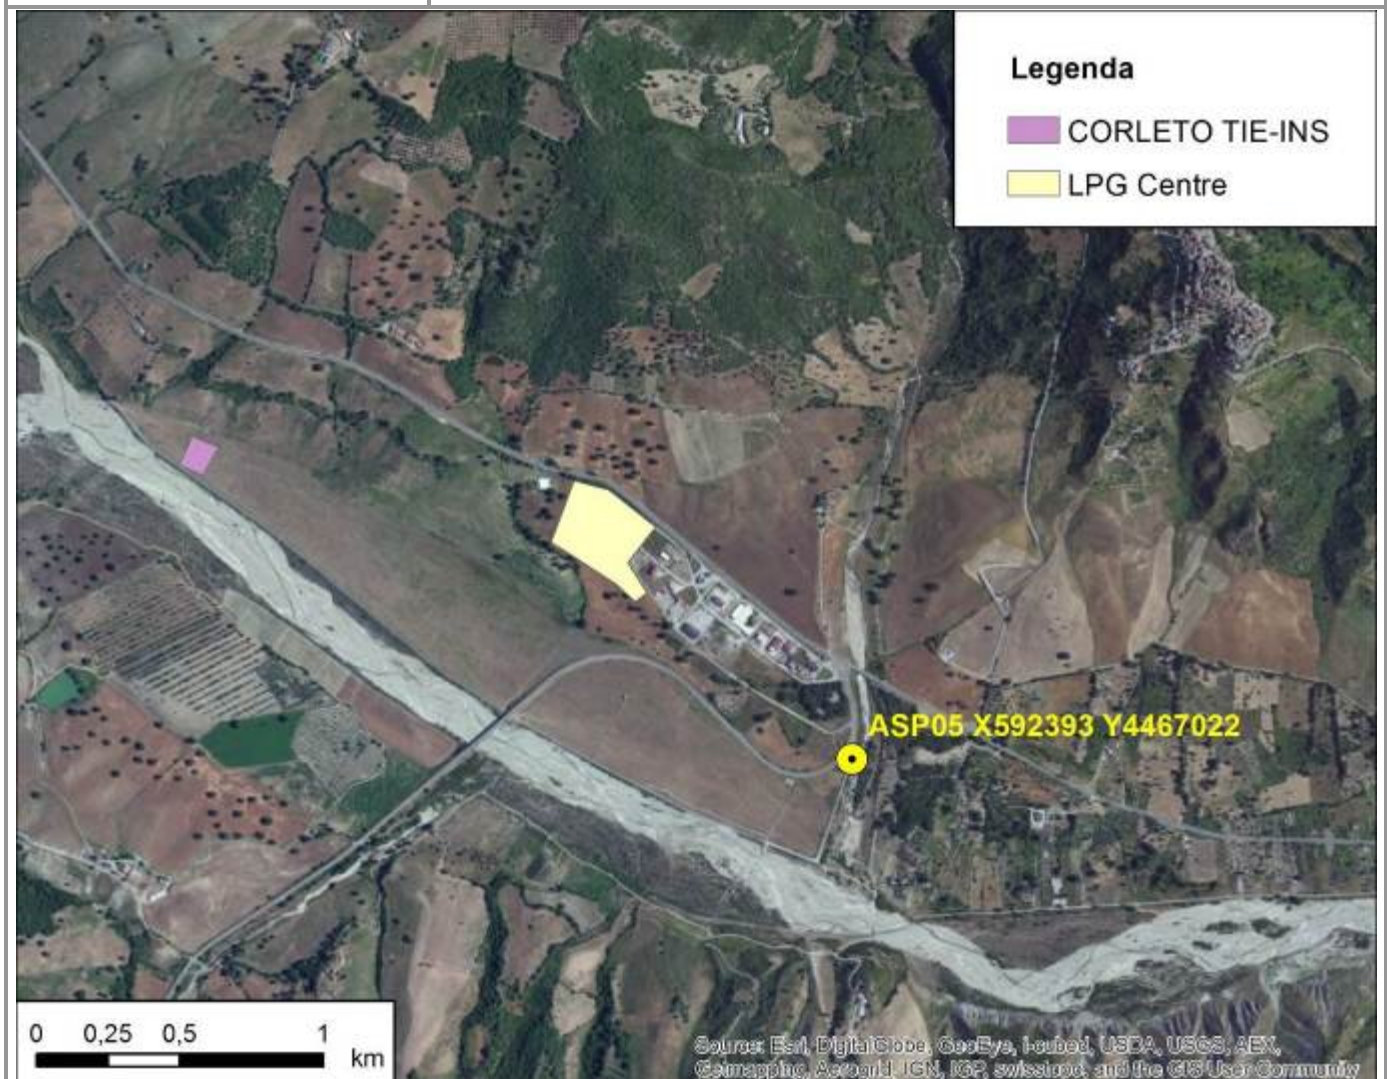 Legenda
CORLETO TIE-INS
LPG Centre
ASP05 X592393 Y4467022
0 0,25 0,5 1
km
Source: Esri, DigitalGlobe, GeoEye, i-cubed, USDA, USGS, AEX,
Getmapping, Aerogrid, IGN, IGP, swisstopo, and the GIS User Community